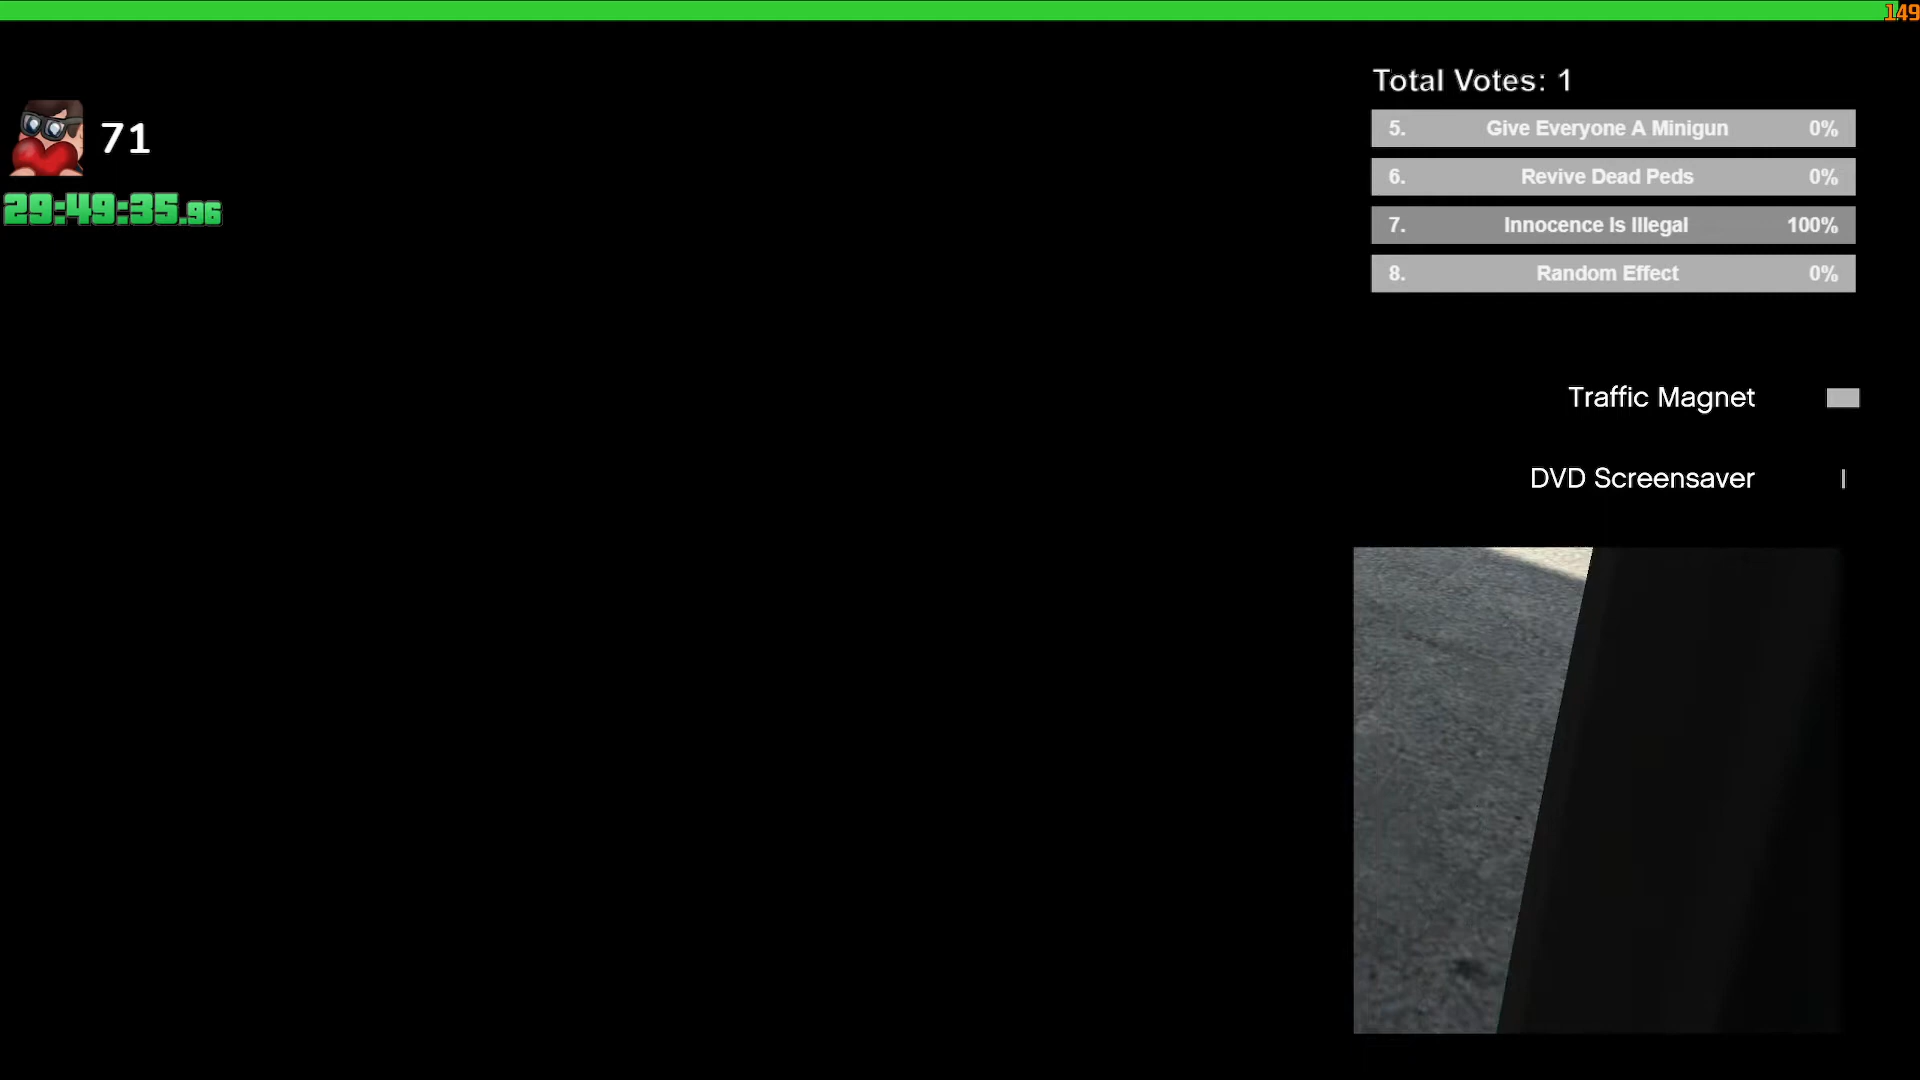 149
Total Votes: 1
5. Give Everyone A Minigun 0%
71
6. Revive Dead Peds 0%
29:49:35.96
7. Innocence Is Illegal 100%
8. Random Effect 0%
Traffic Magnet
DVD Screensaver